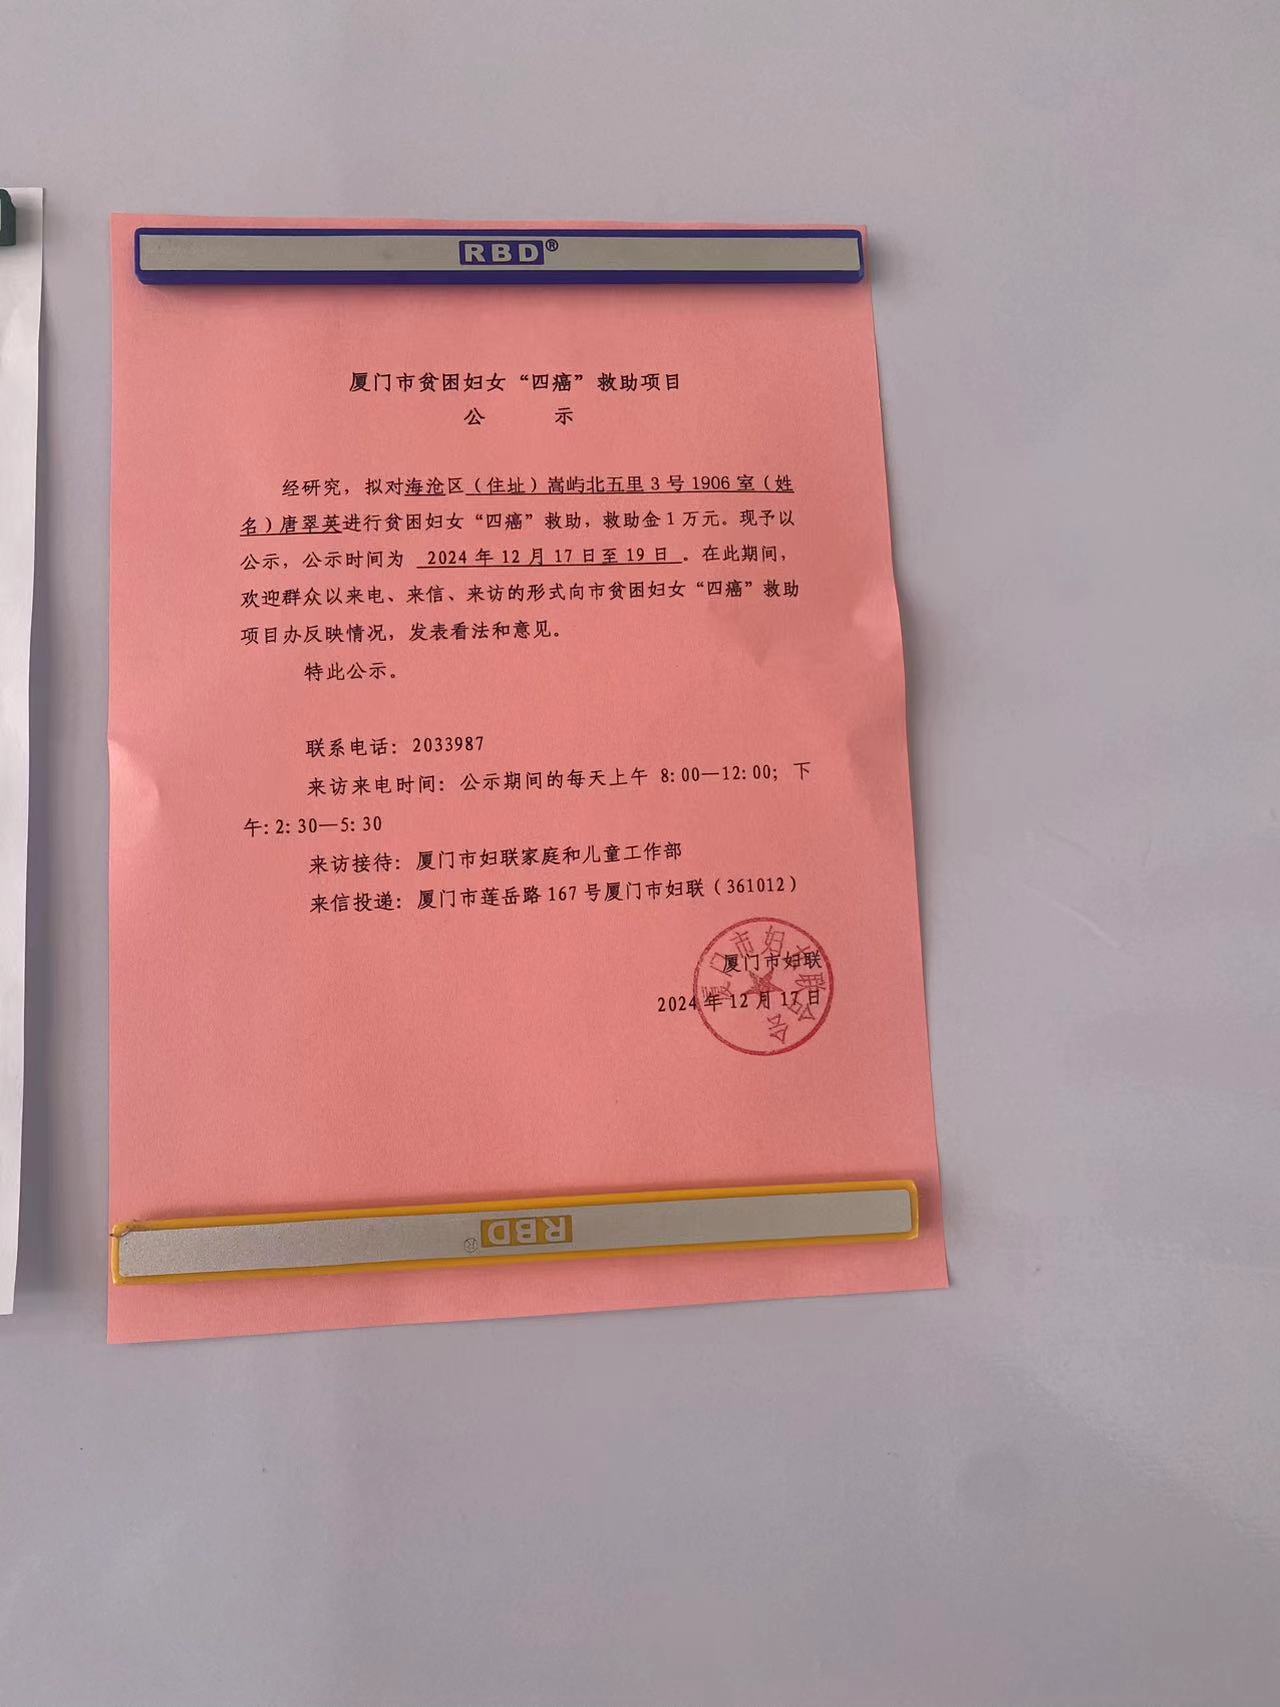 RBD®
厦门市贫困妇女“四癌”救助项目
公 示
经研究，拟对海沧区（住址）嵩屿北五里3号1906室（姓
名）唐翠英进行贫困妇女“四癌”救助，救助金1万元。现予以
公示，公示时间为 2024年12月17日至19日 。在此期间，
欢迎群众以来电、来信、来访的形式向市贫困妇女“四癌”救助
项目办反映情况，发表看法和意见。
特此公示。
联系电话：2033987
来访来电时间：公示期间的每天上午 8:00—12:00；下
午:2:30—5:30
来访接待：厦门市妇联家庭和儿童工作部
来信投递：厦门市莲岳路167号厦门市妇联（361012）
厦门市妇联
2024年12月17日
厦门市妇女联合会
RBD®